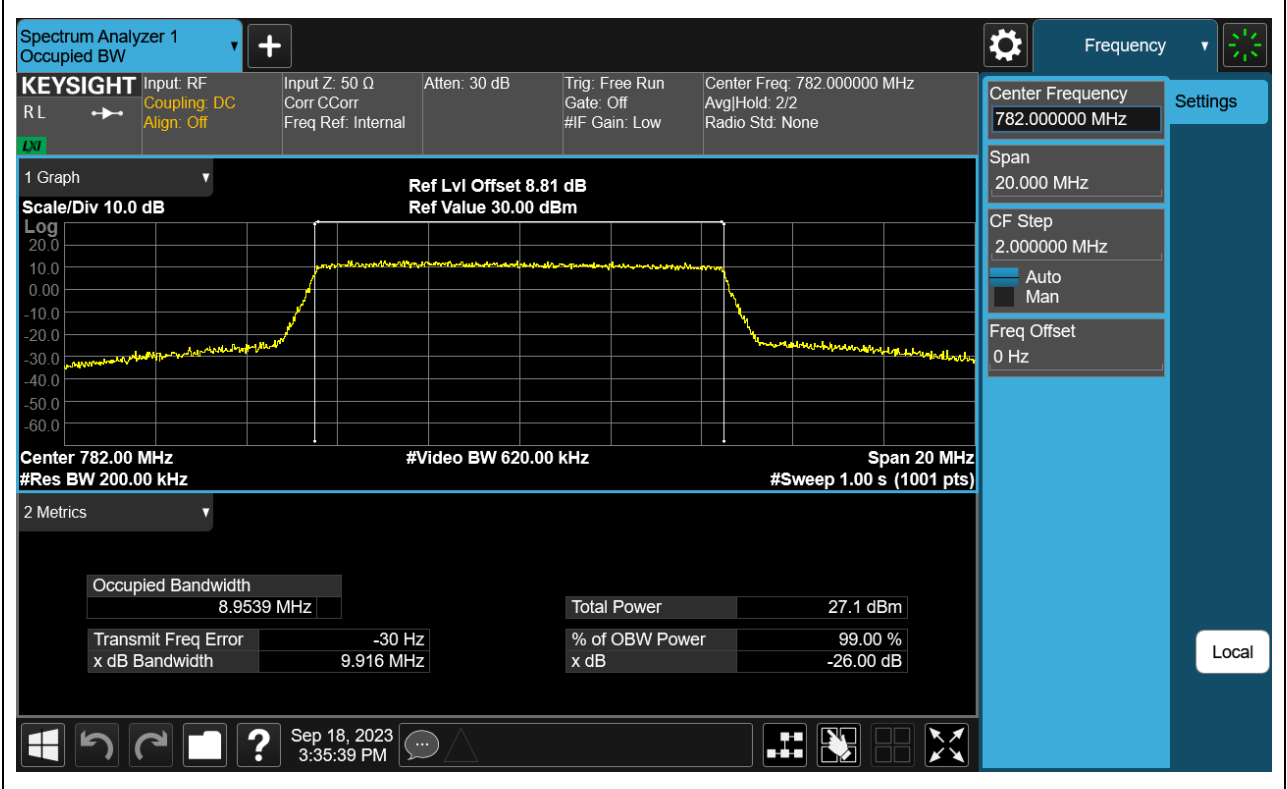 Spectrum Analyzer 1
Occupied BW
Frequency
KEYSIGHT
R L
LXI
Input: RF
Coupling: DC
Align: Off
Input Z: 50 Ω
Corr CCorr
Freq Ref: Internal
Atten: 30 dB
Trig: Free Run
Gate: Off
#IF Gain: Low
Center Freq: 782.000000 MHz
Avg|Hold: 2/2
Radio Std: None
Center Frequency
782.000000 MHz
Settings
Span
20.000 MHz
CF Step
2.000000 MHz
Auto
Man
Freq Offset
0 Hz
Local
1 Graph
Scale/Div 10.0 dB
Ref Lvl Offset 8.81 dB
Ref Value 30.00 dBm
Log
20.0
10.0
0.00
-10.0
-20.0
-30.0
-40.0
-50.0
-60.0
Center 782.00 MHz
#Video BW 620.00 kHz
Span 20 MHz
#Res BW 200.00 kHz
#Sweep 1.00 s (1001 pts)
2 Metrics
Occupied Bandwidth
8.9539 MHz
Total Power 27.1 dBm
Transmit Freq Error -30 Hz
% of OBW Power 99.00 %
x dB Bandwidth 9.916 MHz
x dB -26.00 dB
?
Sep 18, 2023
3:35:39 PM